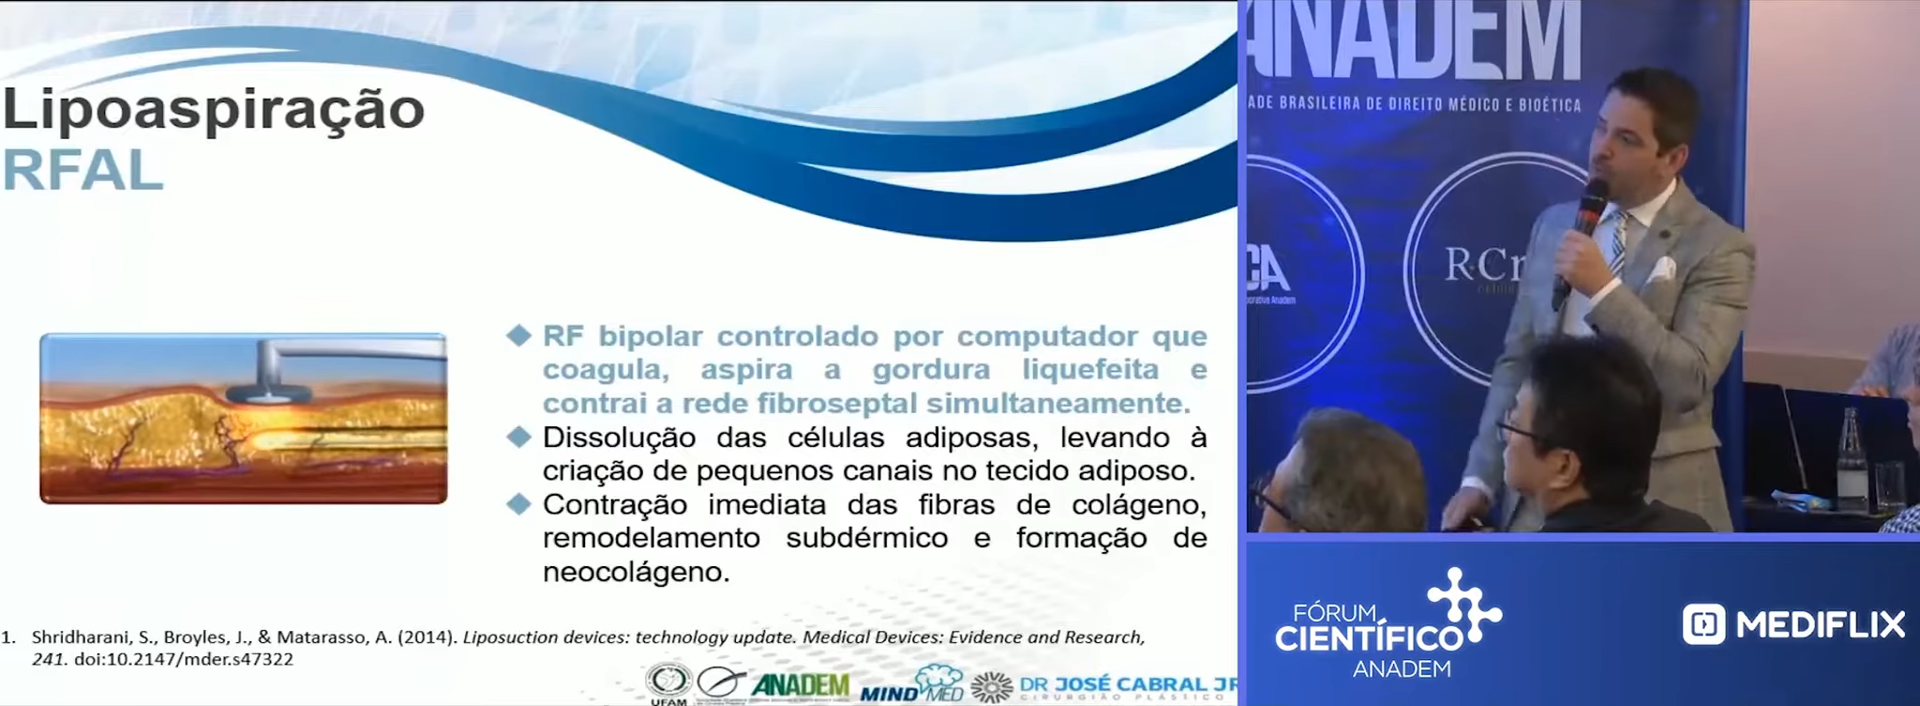 Lipoaspiração
RFAL
RF bipolar controlado por computador que
coagula, aspira a gordura liquefeita e
contrai a rede fibroseptal simultaneamente.
Dissolução das células adiposas, levando à
criação de pequenos canais no tecido adiposo.
Contração imediata das fibras de colágeno,
remodelamento subdérmico e formação de
neocolágeno.
1. Shridharani, S., Broyles, J., & Matarasso, A. (2014). Liposuction devices: technology update. Medical Devices: Evidence and Research,
241. doi:10.2147/mder.s47322
UFAM
ANADEM
MINDMED
DR JOSÉ CABRAL JR
CIRURGIÃO PLÁSTICO
ANADEM
ADE BRASILEIRA DE DIREITO MÉDICO E BIOÉTICA
CA
R Cr
FÓRUM
CIENTÍFICO
ANADEM
MEDIFLIX